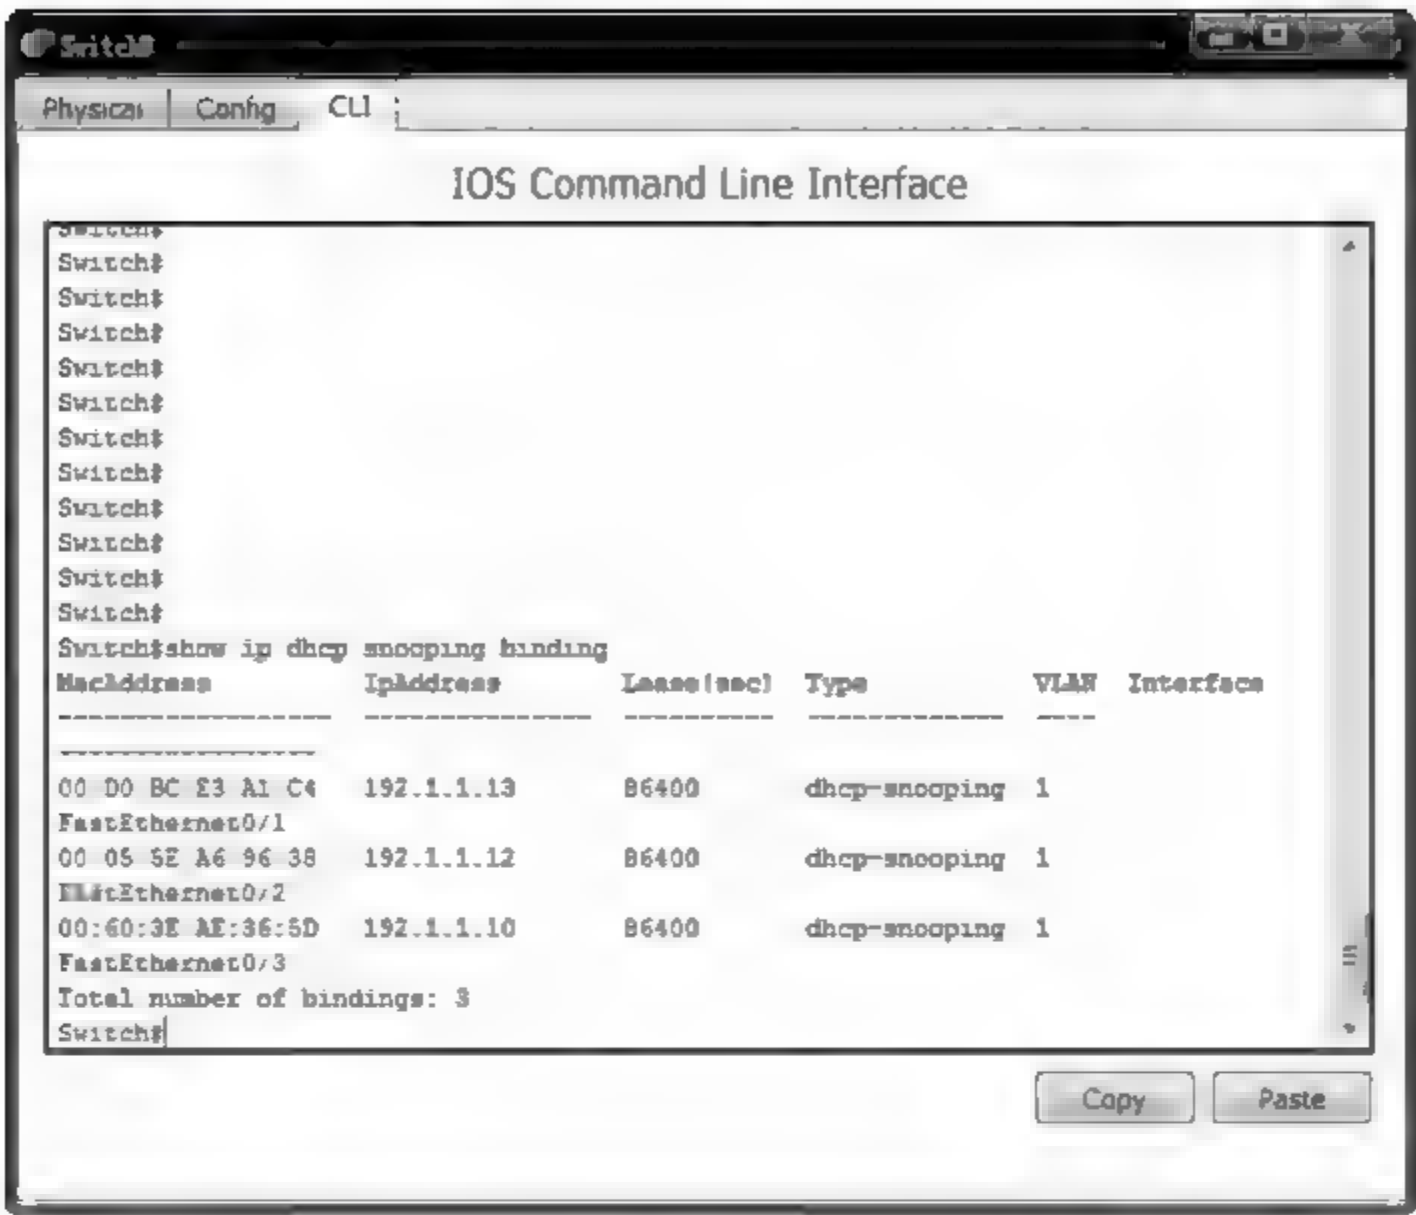 Physical Config CLI
IOS Command Line Interface
Switch#
Switch#
Switch#
Switch#
Switch#
Switch#
Switch#
Switch#
Switch#
Switch#
Switch#
Switch#
Switch#show ip dhcp snooping binding
MacAddress IpAddress Lease(sec) Type VLAN Interface
------------------ --------------- ---------- ------------- ----
-----------------
00 D0 BC E3 A1 C4 192.1.1.13 86400 dhcp-snooping 1
FastEthernet0/1
00 05 5E A6 96 38 192.1.1.12 86400 dhcp-snooping 1
FastEthernet0/2
00:60:3E AE:36:5D 192.1.1.10 86400 dhcp-snooping 1
FastEthernet0/3
Total number of bindings: 3
Switch#
Copy Paste